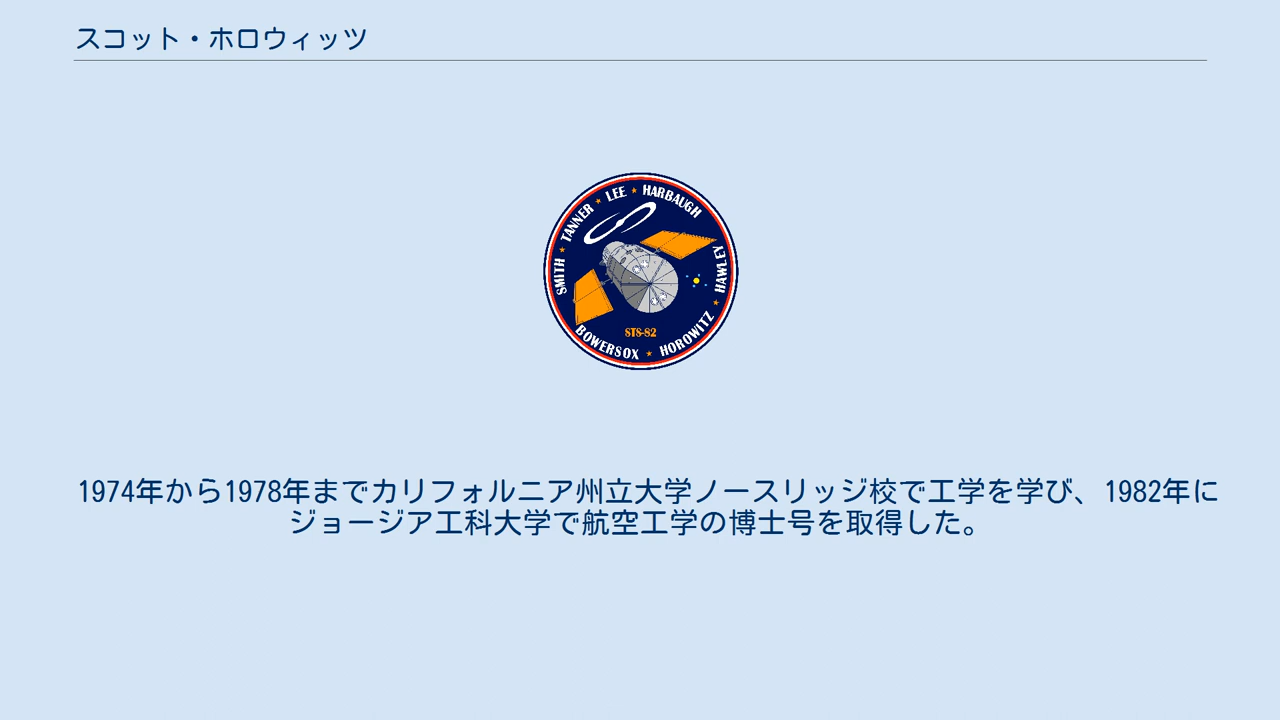 スコット・ホロウィッツ
SMITH ★ TANNER ★ LEE ★ HARBAUGH
HAWLEY ★ HOROWITZ ★ BOWERSOX
STS-82
1974年から1978年までカリフォルニア州立大学ノースリッジ校で工学を学び、1982年に
ジョージア工科大学で航空工学の博士号を取得した。